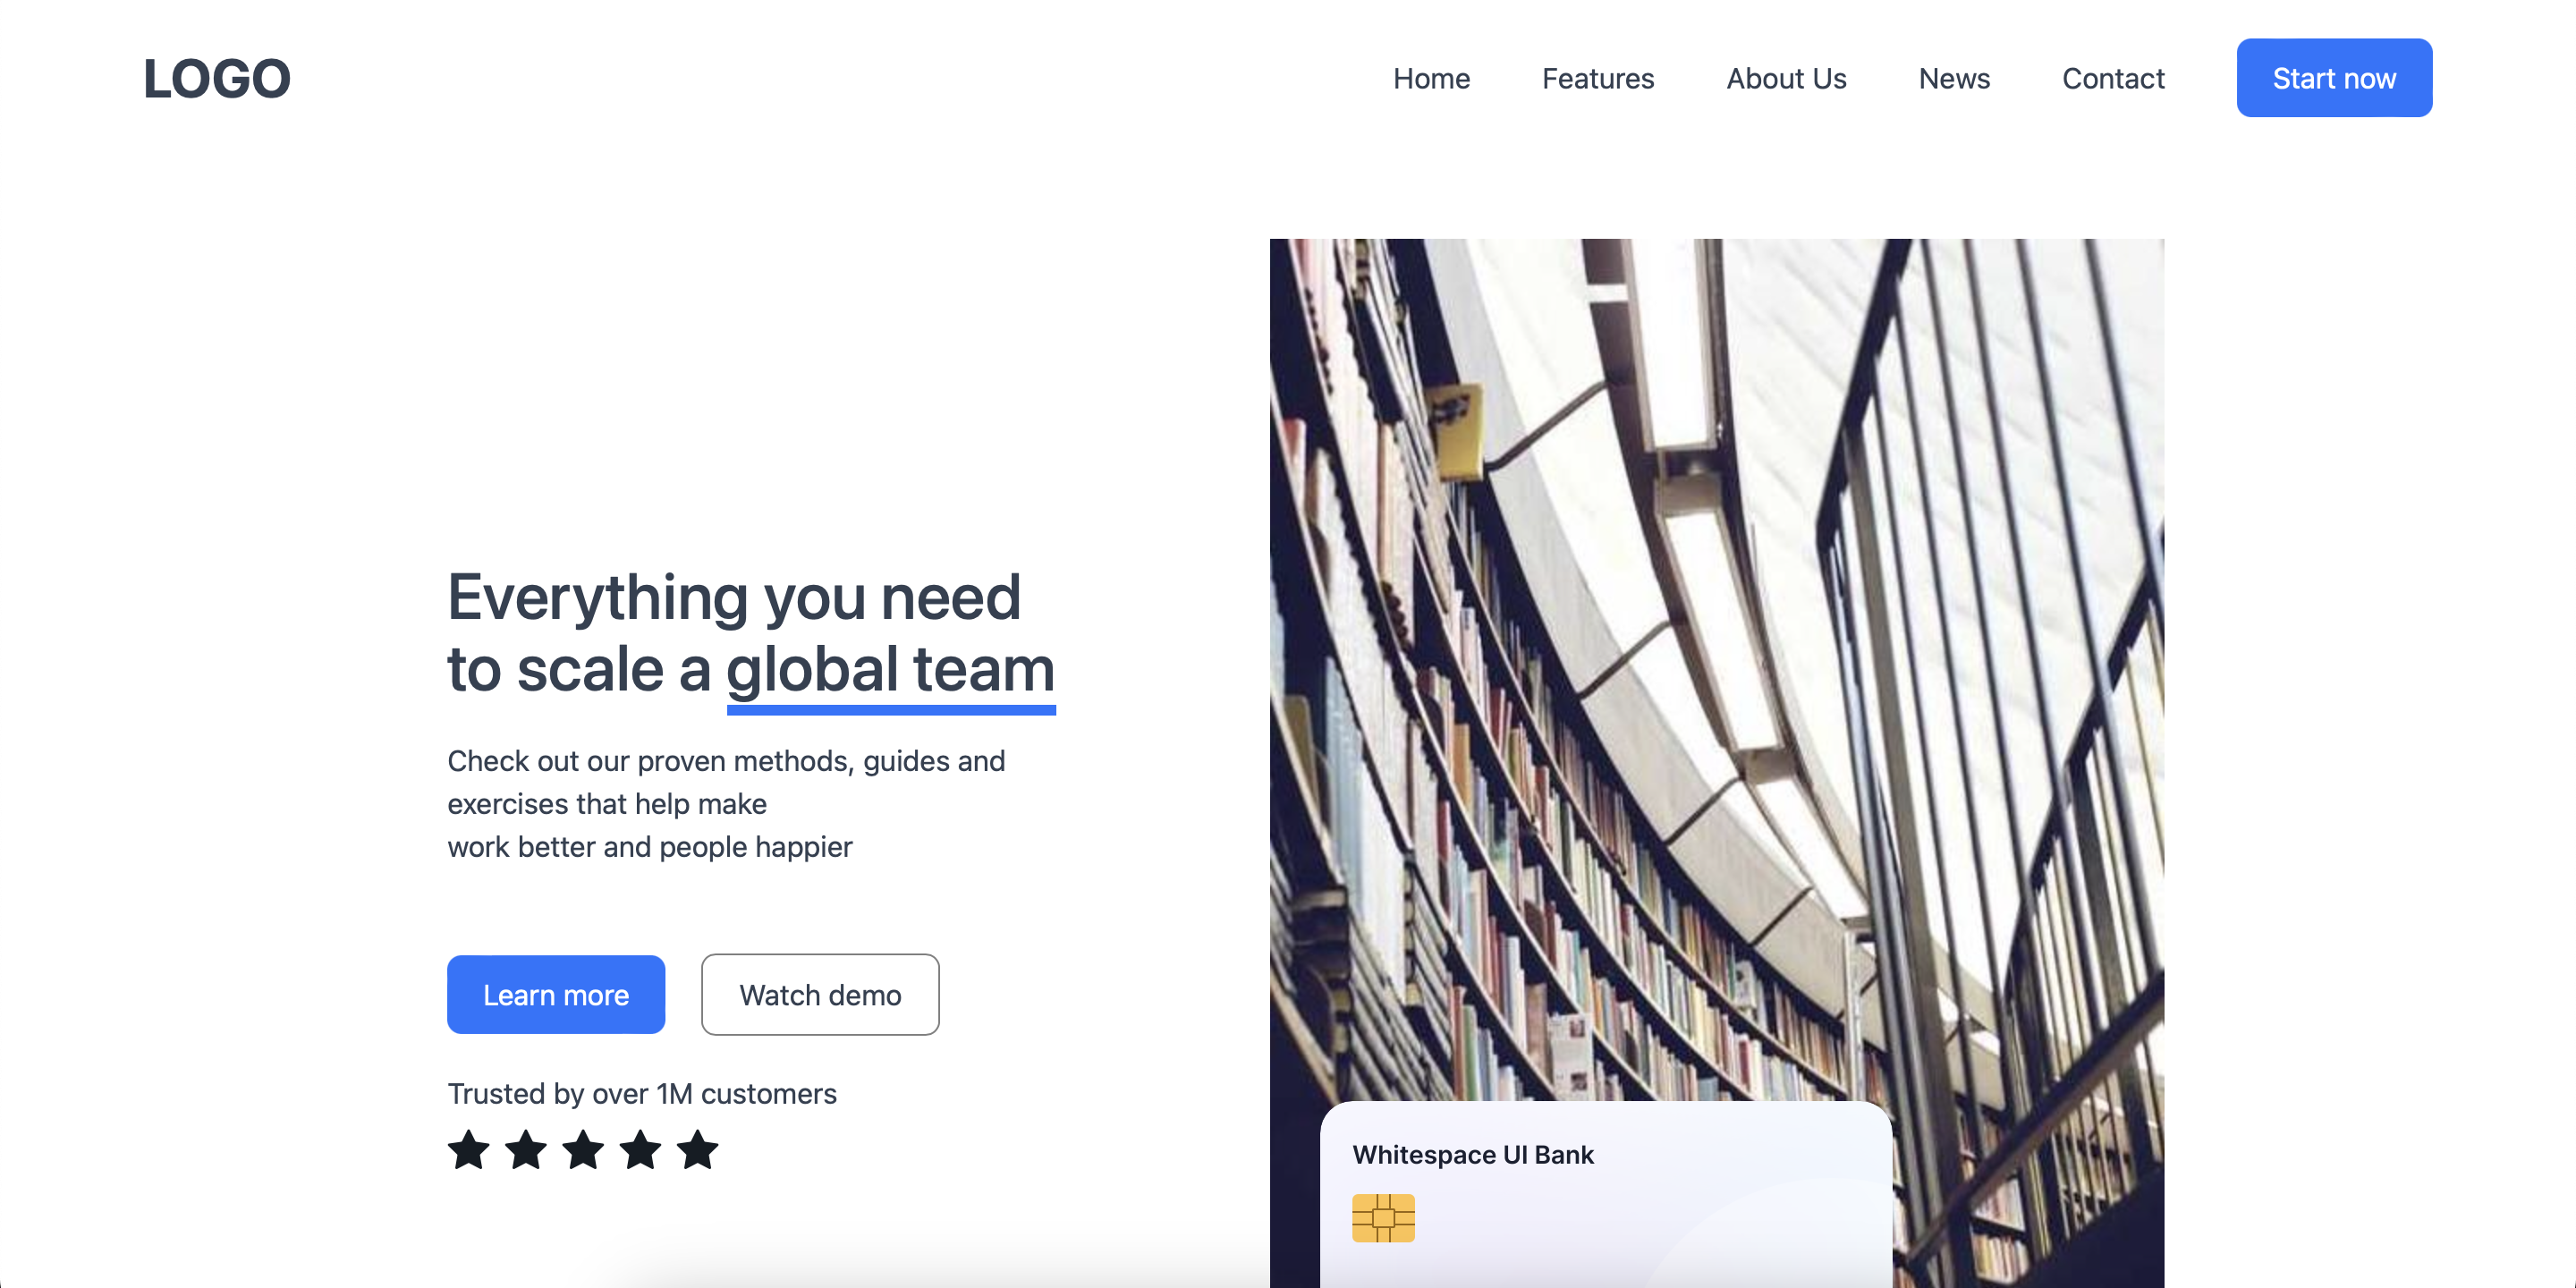 LOGO
Home
Features
About Us
News
Contact
Start now
Everything you need
to scale a global team
Check out our proven methods, guides and
exercises that help make
work better and people happier
Learn more
Watch demo
Trusted by over 1M customers
Whitespace UI Bank